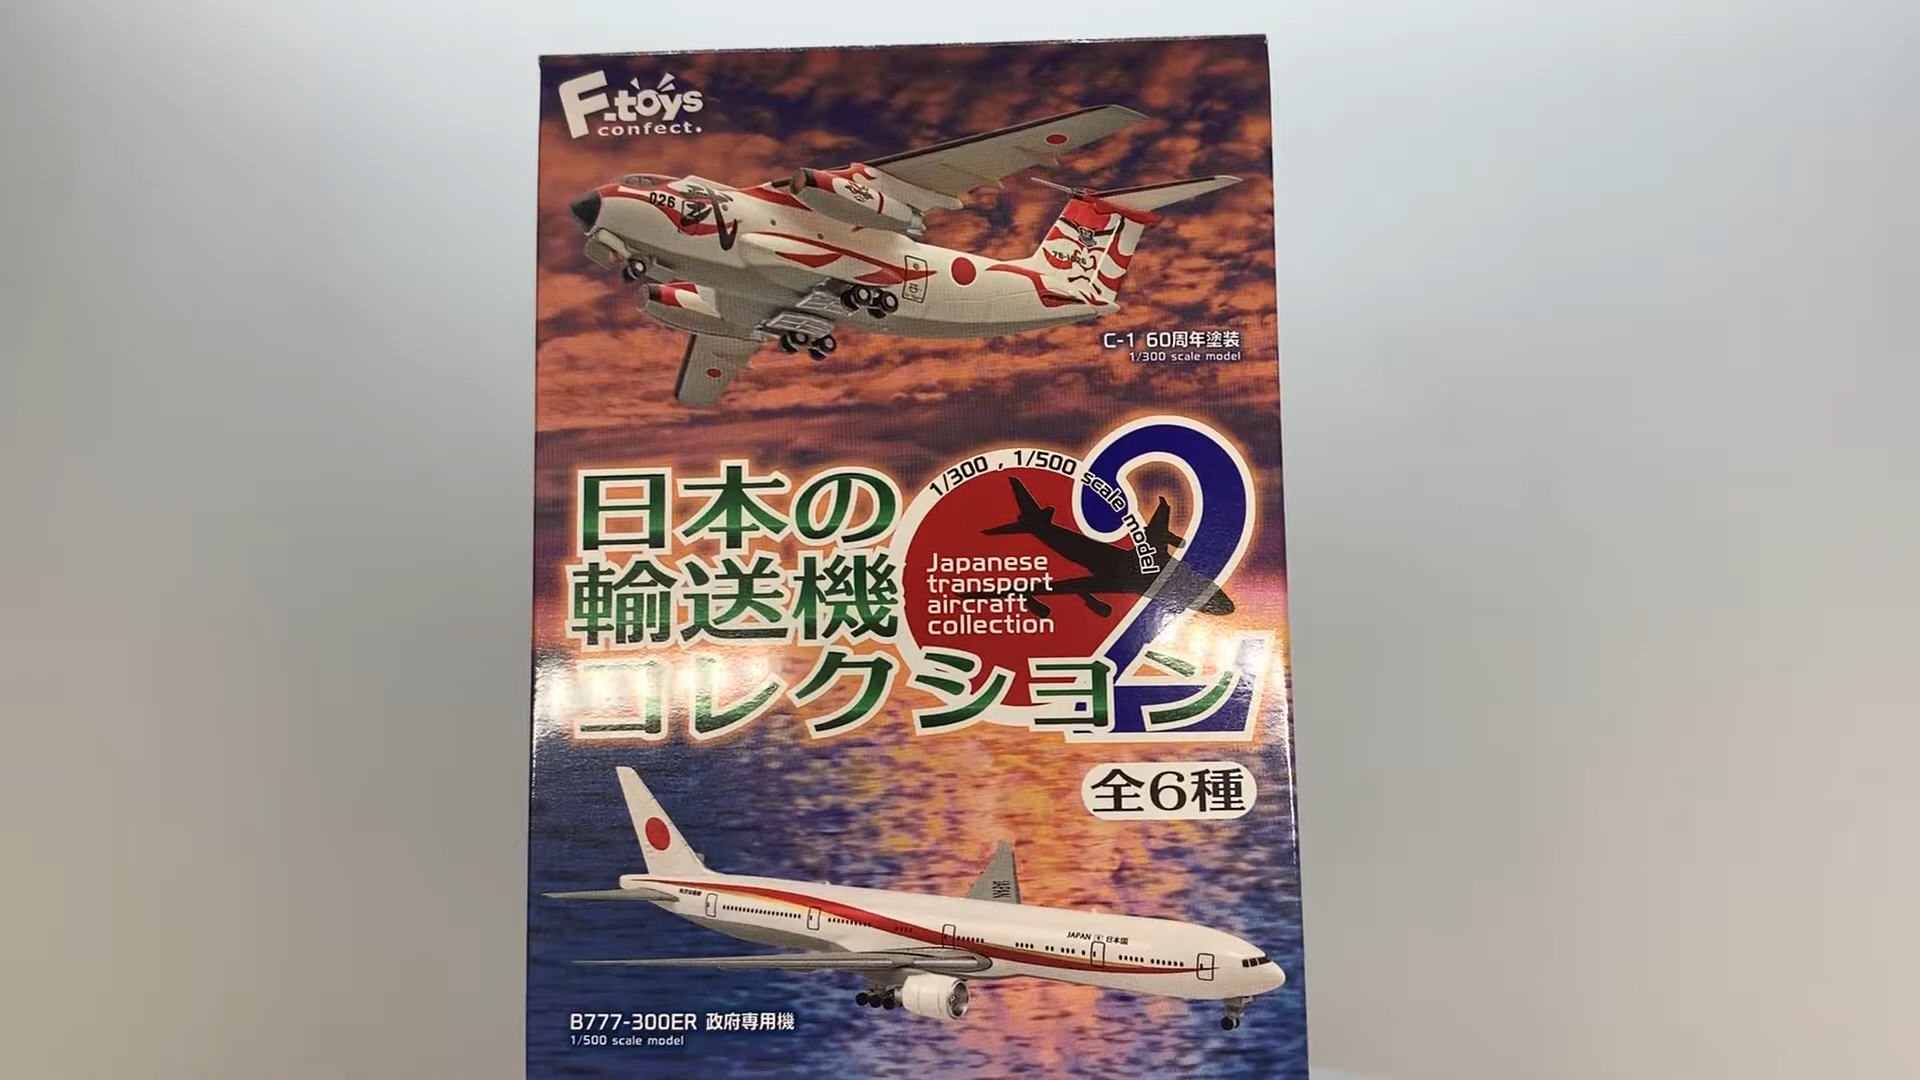 F-toys
confect.
026
78-1026
C-1 60周年塗装
1/300 scale model
1/300 , 1/500 scale model
日本の
輸送機
コレクション2
Japanese
transport
aircraft
collection
全6種
JAPAN 日本国
B777-300ER 政府専用機
1/500 scale model